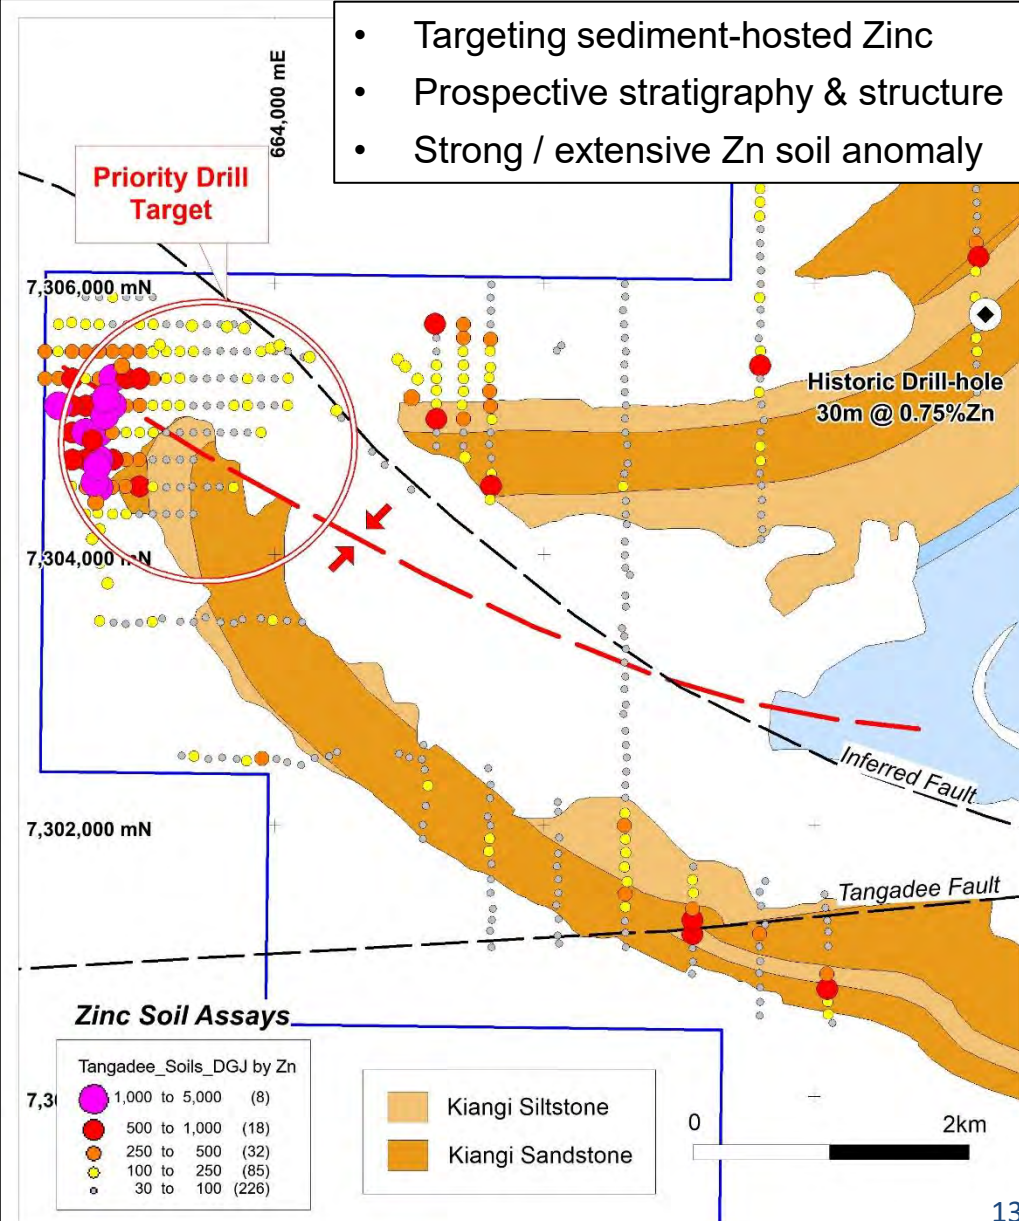 • Targeting sediment-hosted Zinc
• Prospective stratigraphy & structure
• Strong / extensive Zn soil anomaly
664,000 mE
Priority Drill
Target
7,306,000 mN
Historic Drill-hole
30m @ 0.75%Zn
7,304,000 mN
Inferred Fault
7,302,000 mN
Tangadee Fault
Zinc Soil Assays
Tangadee_Soils_DGJ by Zn
1,000 to 5,000 (8)
500 to 1,000 (18)
250 to 500 (32)
100 to 250 (85)
30 to 100 (226)
7,30
Kiangi Siltstone
Kiangi Sandstone
0 2km
13